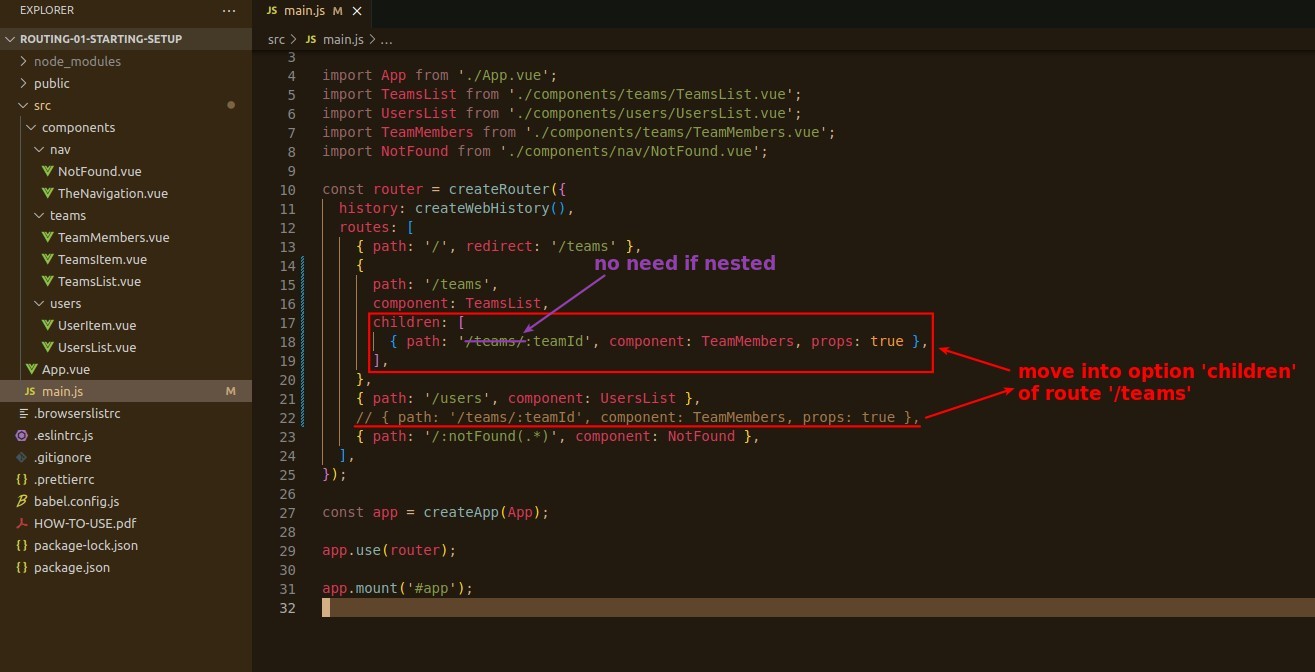 EXPLORER ...
ROUTING-01-STARTING-SETUP
node_modules
public
src
components
nav
NotFound.vue
TheNavigation.vue
teams
TeamMembers.vue
TeamsItem.vue
TeamsList.vue
users
UserItem.vue
UsersList.vue
App.vue
JS main.js M
.browserslistrc
.eslintrc.js
.gitignore
{} .prettierrc
babel.config.js
HOW-TO-USE.pdf
{} package-lock.json
{} package.json
JS main.js M ×
src > JS main.js > ...
3
4 import App from './App.vue';
5 import TeamsList from './components/teams/TeamsList.vue';
6 import UsersList from './components/users/UsersList.vue';
7 import TeamMembers from './components/teams/TeamMembers.vue';
8 import NotFound from './components/nav/NotFound.vue';
9
10 const router = createRouter({
11 history: createWebHistory(),
12 routes: [
13 { path: '/', redirect: '/teams' },
14 {
no need if nested
15 path: '/teams',
16 component: TeamsList,
17 children: [
18 { path: '/teams/:teamId', component: TeamMembers, props: true },
19 ],
move into option 'children'
of route '/teams'
20 },
21 { path: '/users', component: UsersList },
22 // { path: '/teams/:teamId', component: TeamMembers, props: true },
23 { path: '/:notFound(.*)', component: NotFound },
24 ],
25 });
26
27 const app = createApp(App);
28
29 app.use(router);
30
31 app.mount('#app');
32